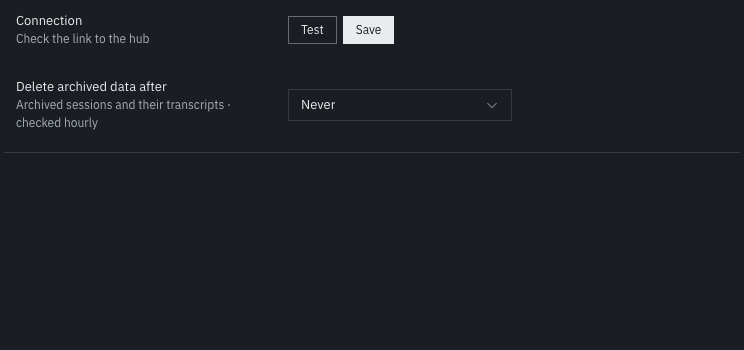 Connection
Check the link to the hub
Test Save
Delete archived data after
Archived sessions and their transcripts ·
checked hourly
Never